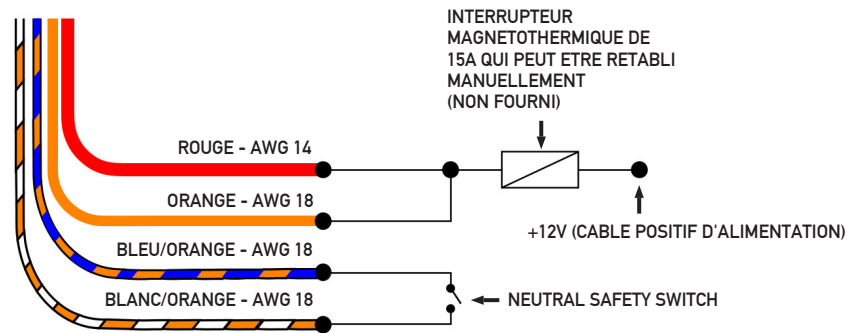 INTERRUPTEUR
MAGNETOTHERMIQUE DE
15A QUI PEUT ETRE RETABLI
MANUELLEMENT
(NON FOURNI)
ROUGE - AWG 14
ORANGE - AWG 18
+12V (CABLE POSITIF D'ALIMENTATION)
BLEU/ORANGE - AWG 18
BLANC/ORANGE - AWG 18
NEUTRAL SAFETY SWITCH